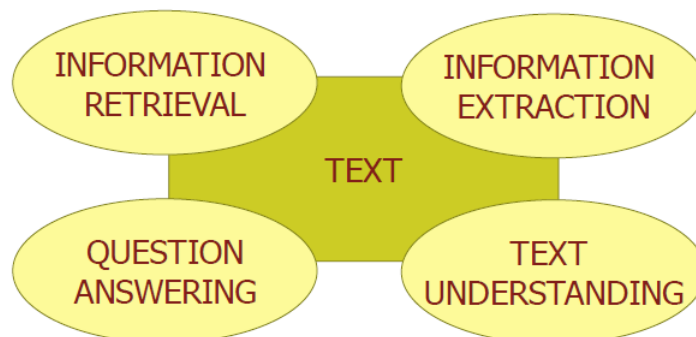 INFORMATION
RETRIEVAL
INFORMATION
EXTRACTION
TEXT
QUESTION
ANSWERING
TEXT
UNDERSTANDING